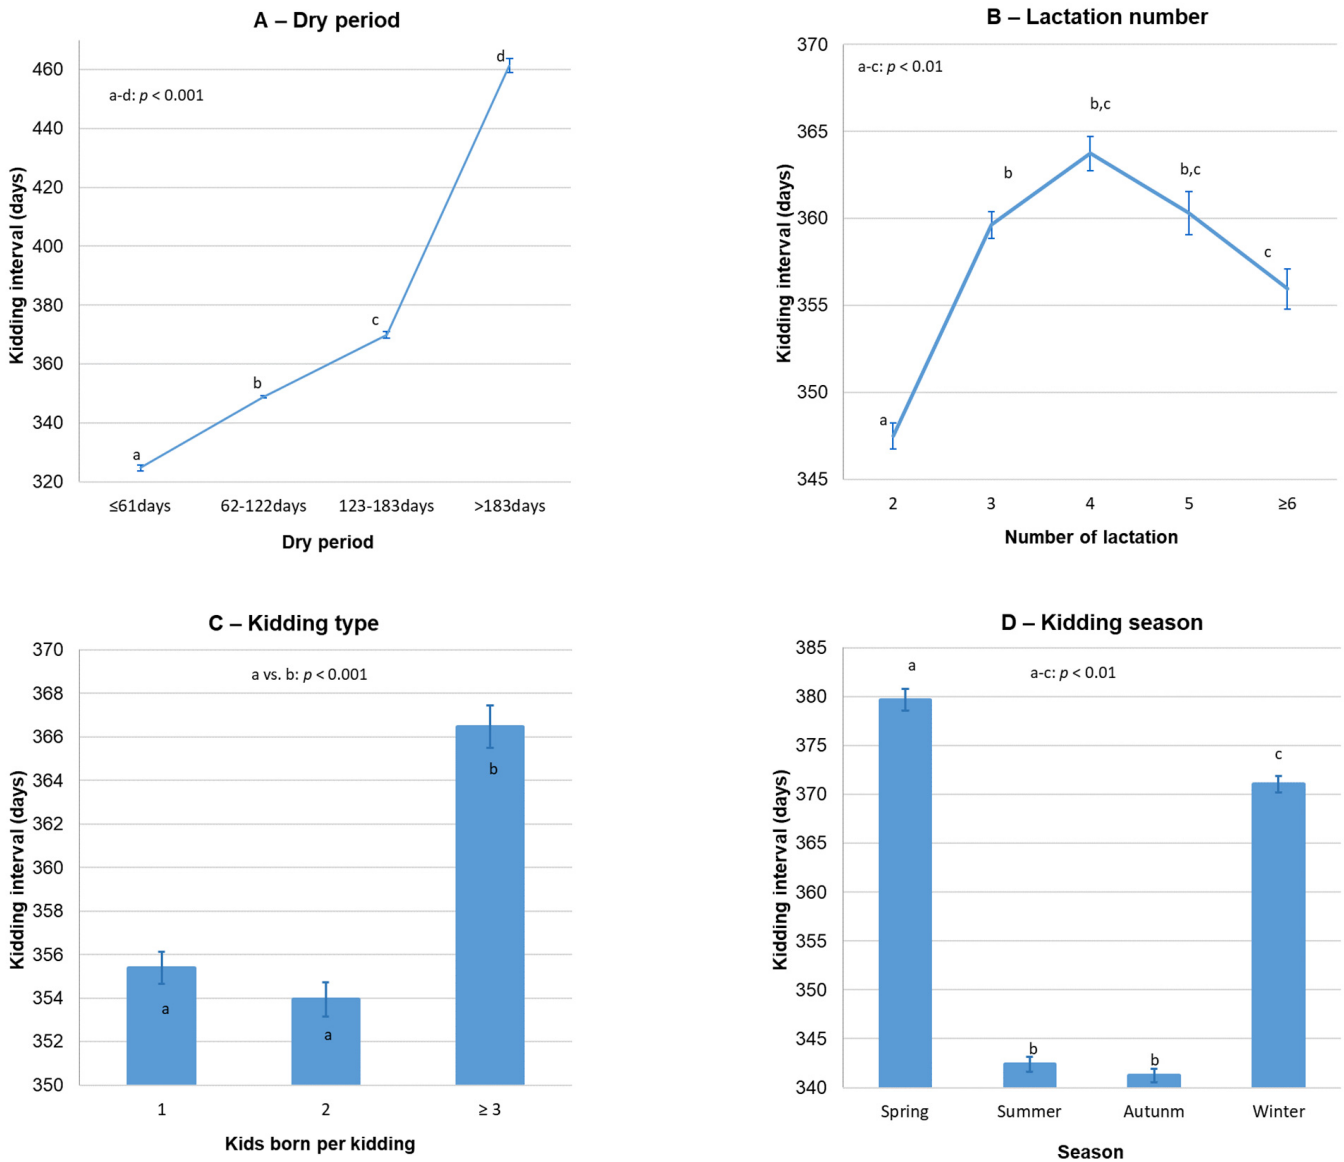 A – Dry period
a-d: p < 0.001
Kidding interval (days)
460
440
420
400
380
360
340
320
a
b
c
d
≤61days
62-122days
123-183days
>183days
Dry period
B – Lactation number
a-c: p < 0.01
Kidding interval (days)
370
365
360
355
350
345
a
b
b,c
b,c
c
2
3
4
5
≥6
Number of lactation
C – Kidding type
a vs. b: p < 0.001
Kidding interval (days)
370
368
366
364
362
360
358
356
354
352
350
a
a
b
1
2
≥ 3
Kids born per kidding
D – Kidding season
a-c: p < 0.01
Kidding interval (days)
385
380
375
370
365
360
355
350
345
340
a
b
b
c
Spring
Summer
Autunm
Winter
Season